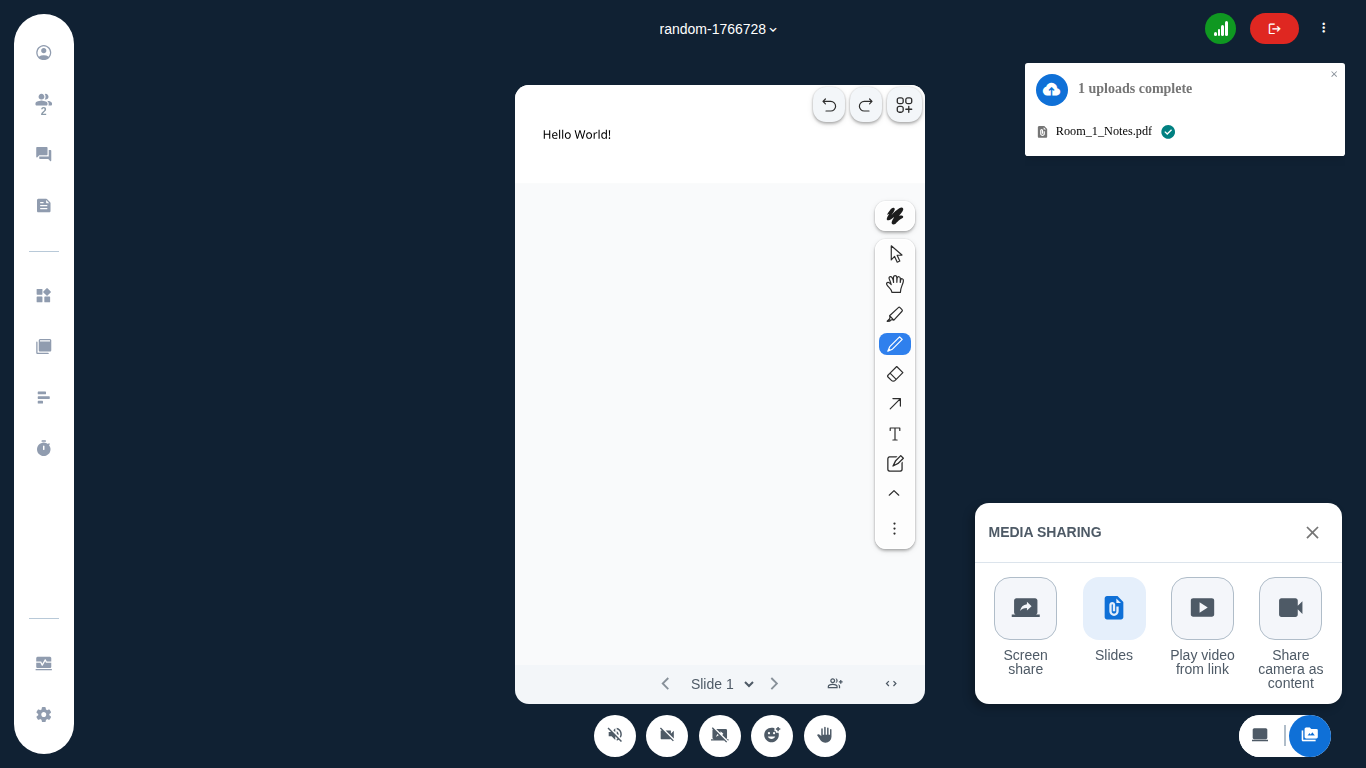 random-1766728
1 uploads complete
Room_1_Notes.pdf
2
Hello World!
MEDIA SHARING
Screen
share
Slides
Play video
from link
Share
camera as
content
Slide 1